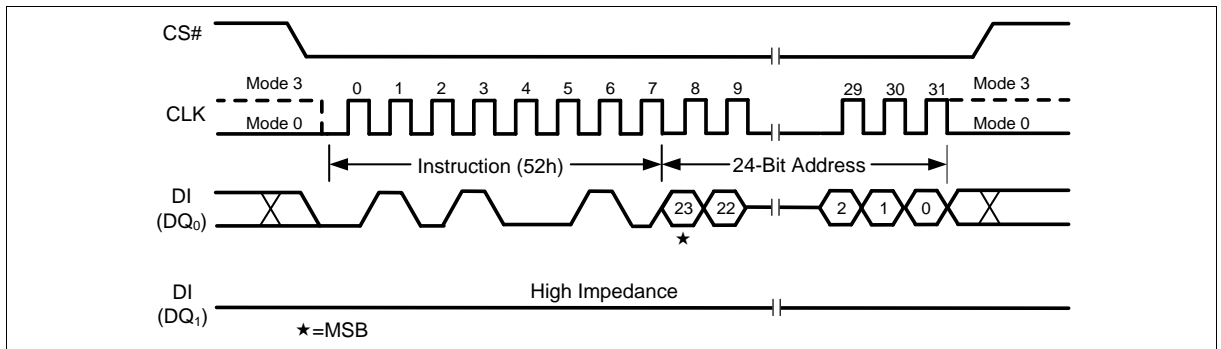 CS#
Mode 3
0 1 2 3 4 5 6 7 8 9 29 30 31
Mode 3
CLK
Mode 0
Mode 0
Instruction (52h)
24-Bit Address
DI
(DQ0)
23 22 2 1 0
★
High Impedance
DI
(DQ1)
★=MSB